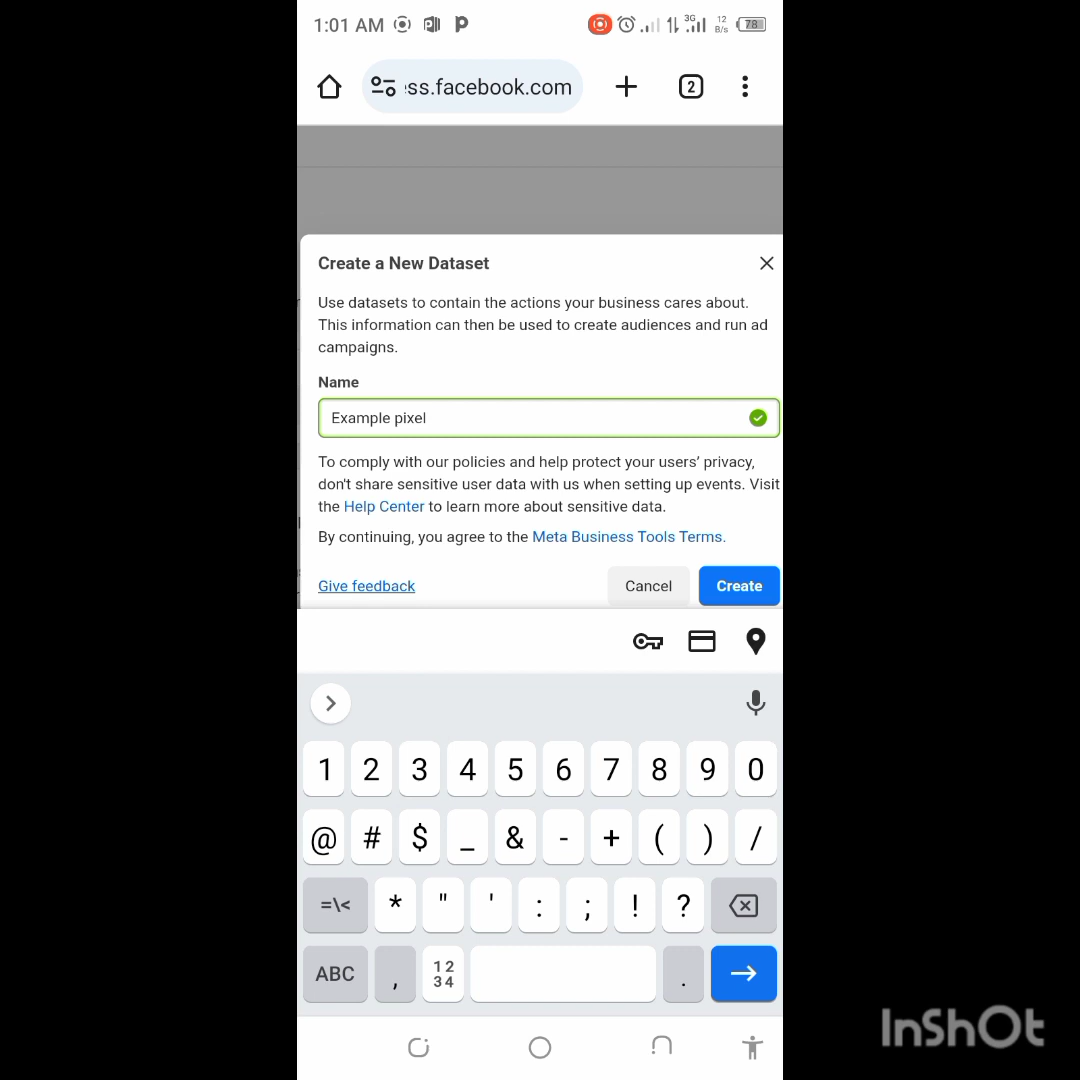 1:01 AM 3G 12 B/s 78
ss.facebook.com + 2
Create a New Dataset
Use datasets to contain the actions your business cares about.
This information can then be used to create audiences and run ad
campaigns.
Name
Example pixel
To comply with our policies and help protect your users’ privacy,
don't share sensitive user data with us when setting up events. Visit
the Help Center to learn more about sensitive data.
By continuing, you agree to the Meta Business Tools Terms.
Give feedback Cancel Create
1 2 3 4 5 6 7 8 9 0
@ # $ _ & - + ( ) /
=\< * " ' : ; ! ?
ABC , 12 34 .
InShOt